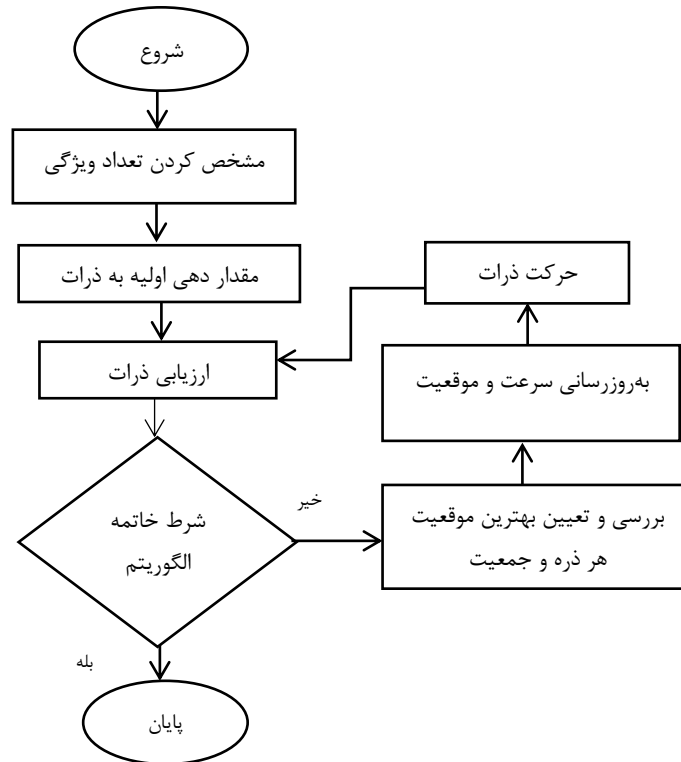 شروع
مشخص کردن تعداد ویژگی
مقدار دهی اولیه به ذرات
حرکت ذرات
ارزیابی ذرات
به‌روزرسانی سرعت و موقعیت
شرط خاتمه
الگوریتم
خیر
بررسی و تعیین بهترین موقعیت
هر ذره و جمعیت
بله
پایان